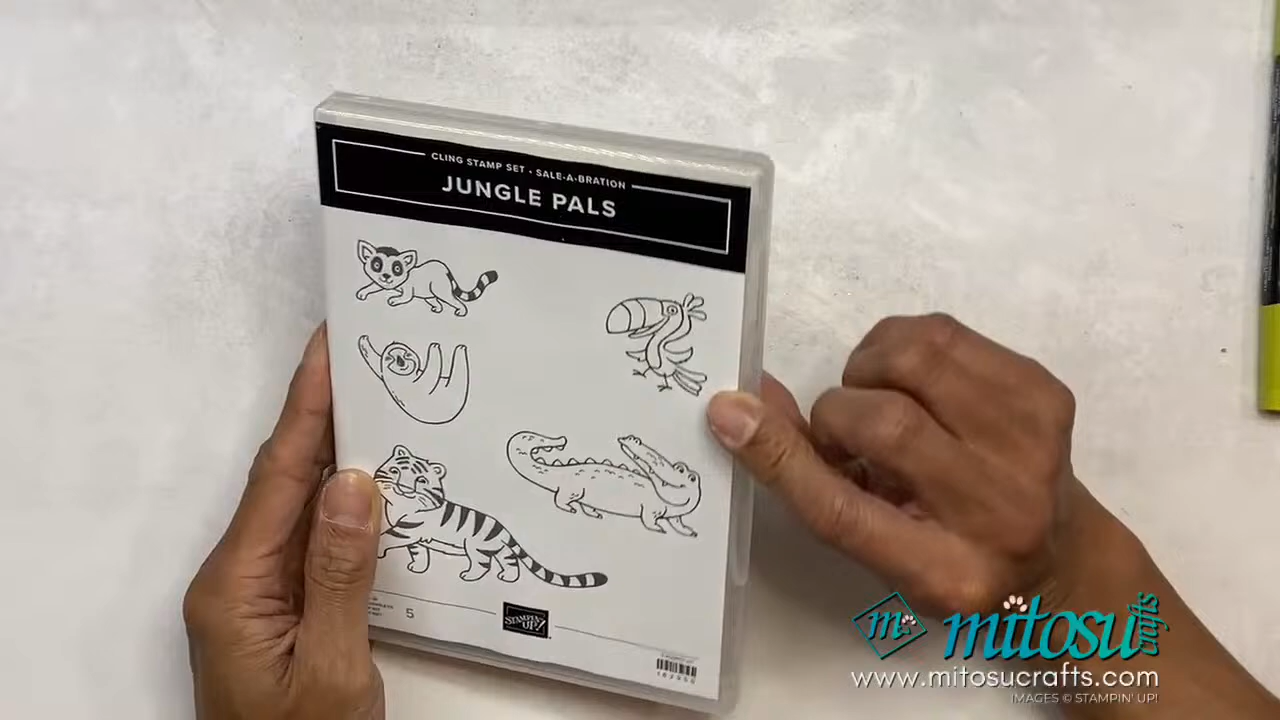 CLING STAMP SET • SALE-A-BRATION
JUNGLE PALS
5
STAMPIN' UP!
m
mitosu crafts
www.mitosucrafts.com
IMAGES © STAMPIN' UP!